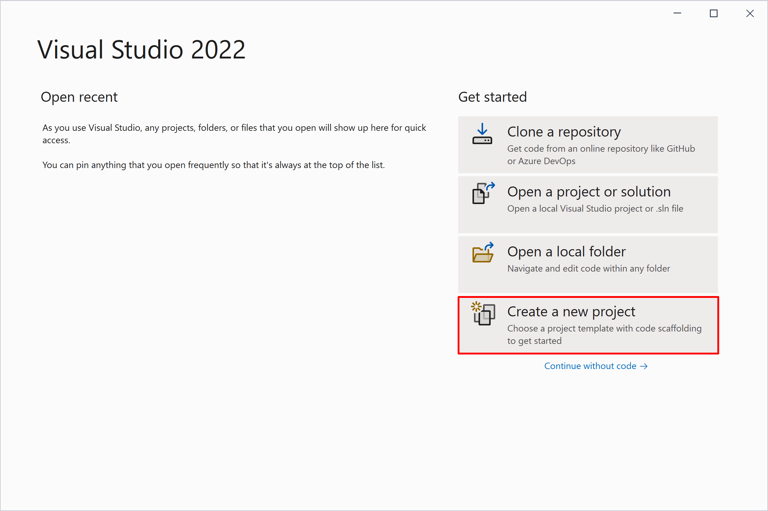 Visual Studio 2022
Open recent
As you use Visual Studio, any projects, folders, or files that you open will show up here for quick
access.
You can pin anything that you open frequently so that it's always at the top of the list.
Get started
Clone a repository
Get code from an online repository like GitHub
or Azure DevOps
Open a project or solution
Open a local Visual Studio project or .sln file
Open a local folder
Navigate and edit code within any folder
Create a new project
Choose a project template with code scaffolding
to get started
Continue without code →